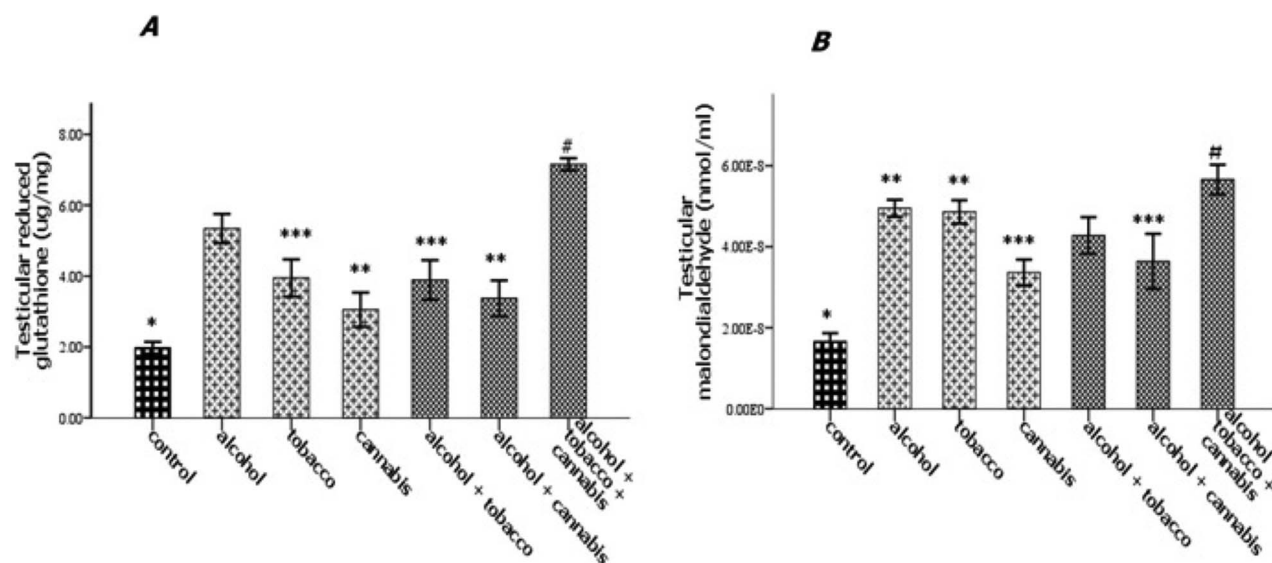 A
Testicular reduced
glutathione (ug/mg)
8.00
6.00
4.00
2.00
0.00
*
***
**
***
**
#
control
alcohol
tobacco
cannabis
alcohol + tobacco
alcohol + cannabis
alcohol +
tobacco +
cannabis
B
Testicular
malondialdehyde (nmol/ml)
6.00E-8
4.00E-8
2.00E-8
0.00E0
*
**
**
***
***
#
control
alcohol
tobacco
cannabis
alcohol + tobacco
alcohol + cannabis
alcohol
tobacco +
cannabis